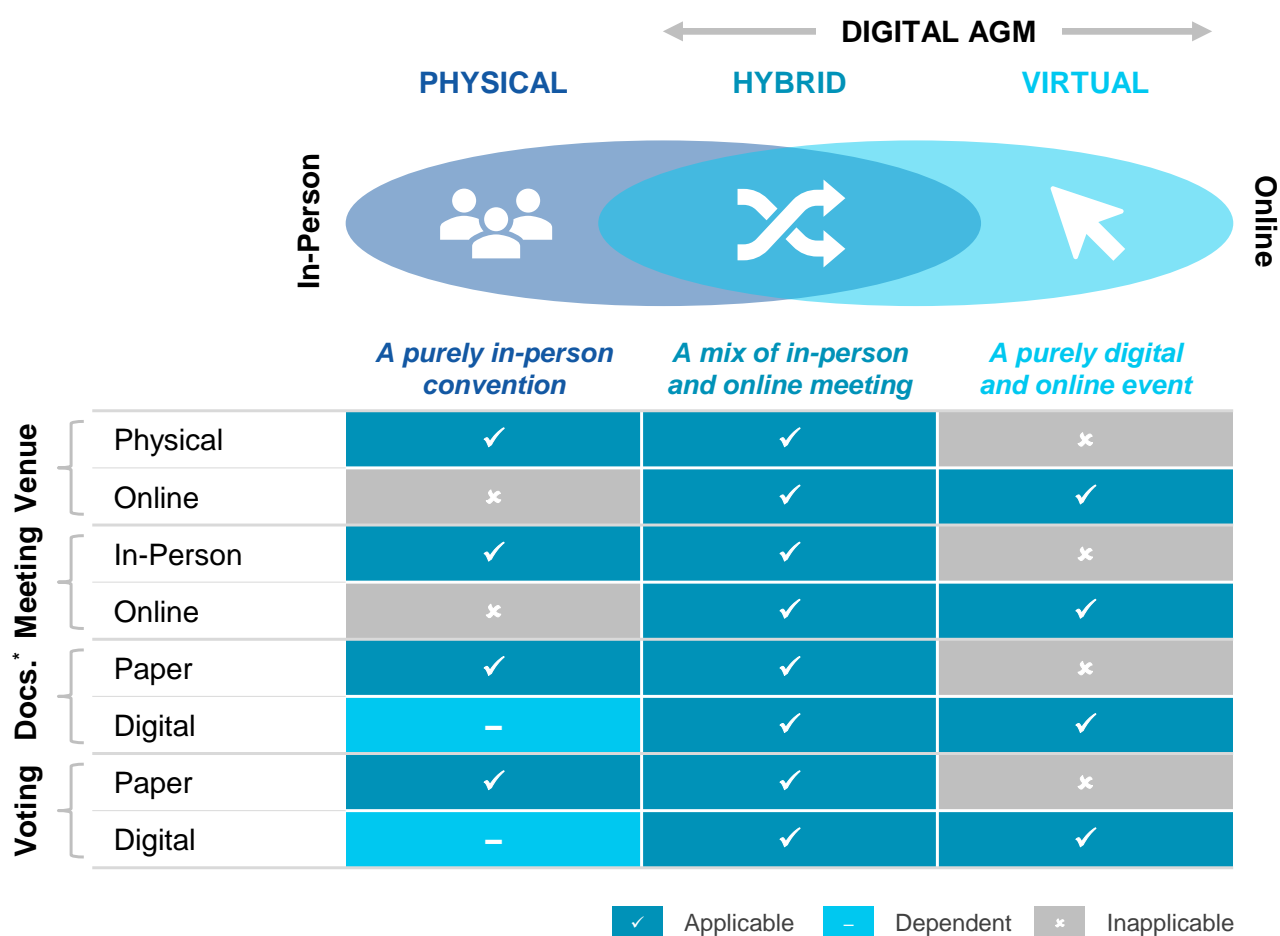 DIGITAL AGM
PHYSICAL HYBRID VIRTUAL
In-Person
Online
A purely in-person convention
A mix of in-person and online meeting
A purely digital and online event
Venue
Physical ✓ ✓ ✖
Online ✖ ✓ ✓
Meeting
In-Person ✓ ✓ ✖
Online ✖ ✓ ✓
Docs.*
Paper ✓ ✓ ✖
Digital – ✓ ✓
Voting
Paper ✓ ✓ ✖
Digital – ✓ ✓
✓ Applicable – Dependent ✖ Inapplicable